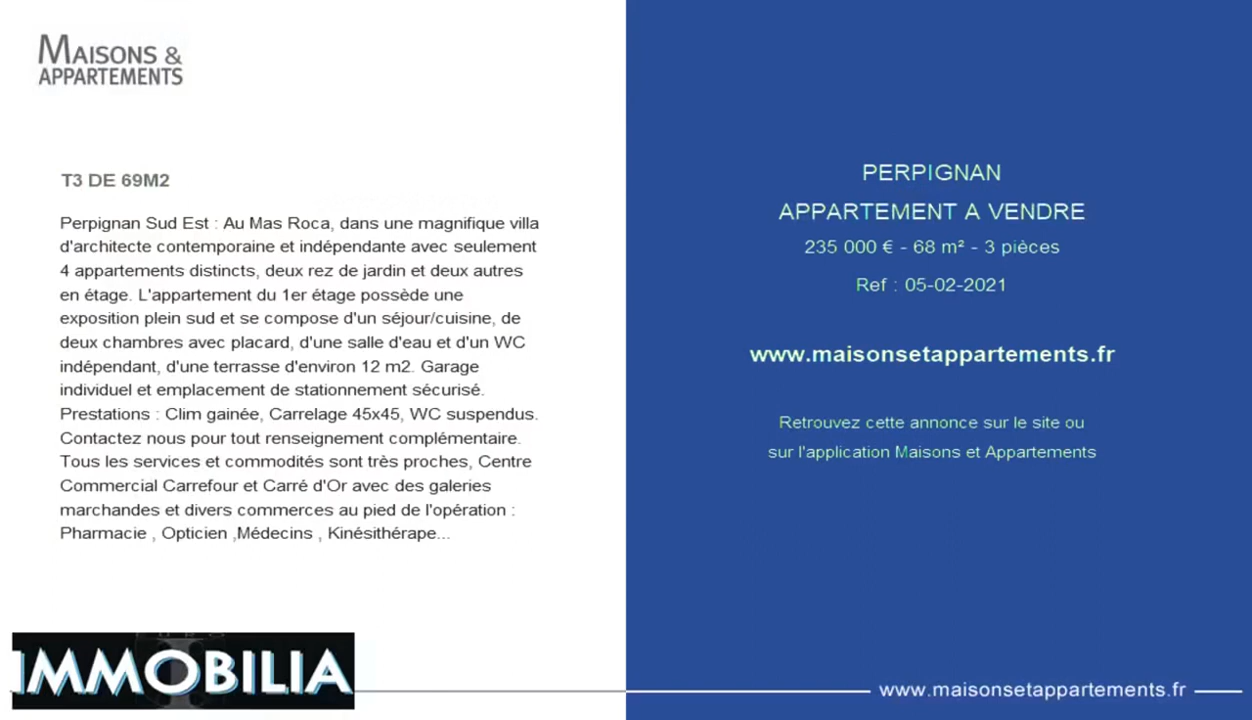 MAISONS &
APPARTEMENTS
T3 DE 69M2
Perpignan Sud Est : Au Mas Roca, dans une magnifique villa
d'architecte contemporaine et indépendante avec seulement
4 appartements distincts, deux rez de jardin et deux autres
en étage. L'appartement du 1er étage possède une
exposition plein sud et se compose d'un séjour/cuisine, de
deux chambres avec placard, d'une salle d'eau et d'un WC
indépendant, d'une terrasse d'environ 12 m2. Garage
individuel et emplacement de stationnement sécurisé.
Prestations : Clim gainée, Carrelage 45x45, WC suspendus.
Contactez nous pour tout renseignement complémentaire.
Tous les services et commodités sont très proches, Centre
Commercial Carrefour et Carré d'Or avec des galeries
marchandes et divers commerces au pied de l'opération :
Pharmacie , Opticien ,Médecins , Kinésithérape...
IMMOBILIA
PERPIGNAN
APPARTEMENT A VENDRE
235 000 € - 68 m² - 3 pièces
Ref : 05-02-2021
www.maisonsetappartements.fr
Retrouvez cette annonce sur le site ou
sur l'application Maisons et Appartements
www.maisonsetappartements.fr